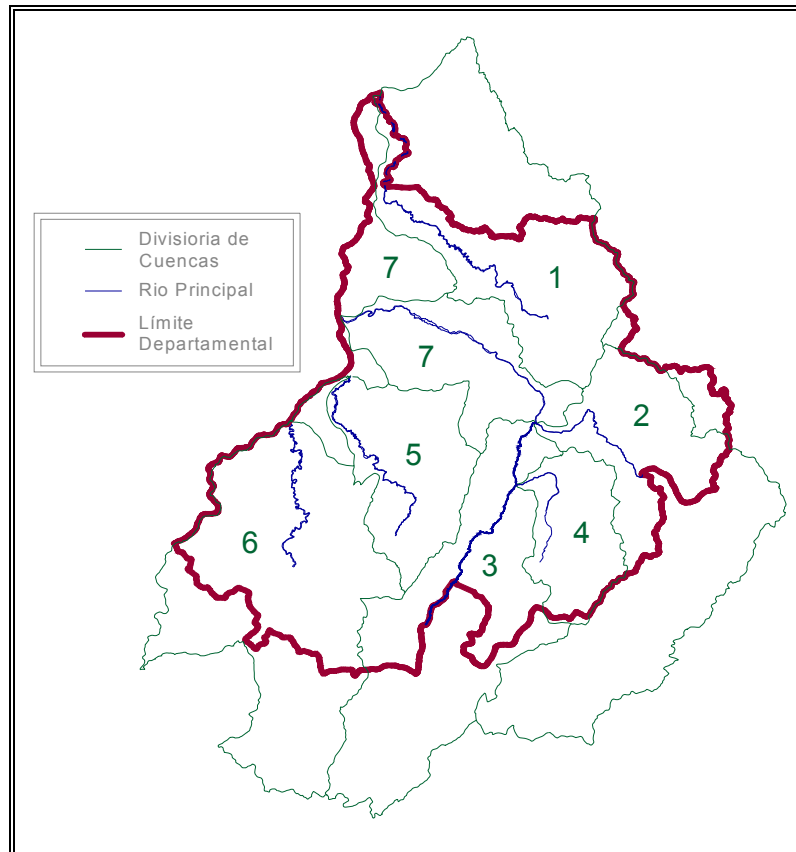 Divisioria de
Cuencas
Rio Principal
Límite
Departamental
7
1
7
2
5
4
6
3